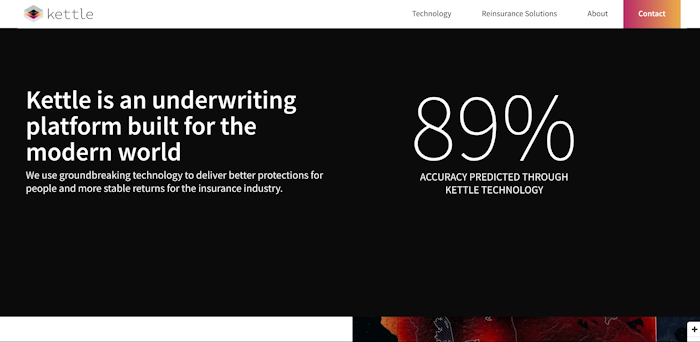 kettle
Technology
Reinsurance Solutions
About
Contact
Kettle is an underwriting
platform built for the
modern world
We use groundbreaking technology to deliver better protections for
people and more stable returns for the insurance industry.
89%
ACCURACY PREDICTED THROUGH
KETTLE TECHNOLOGY
+